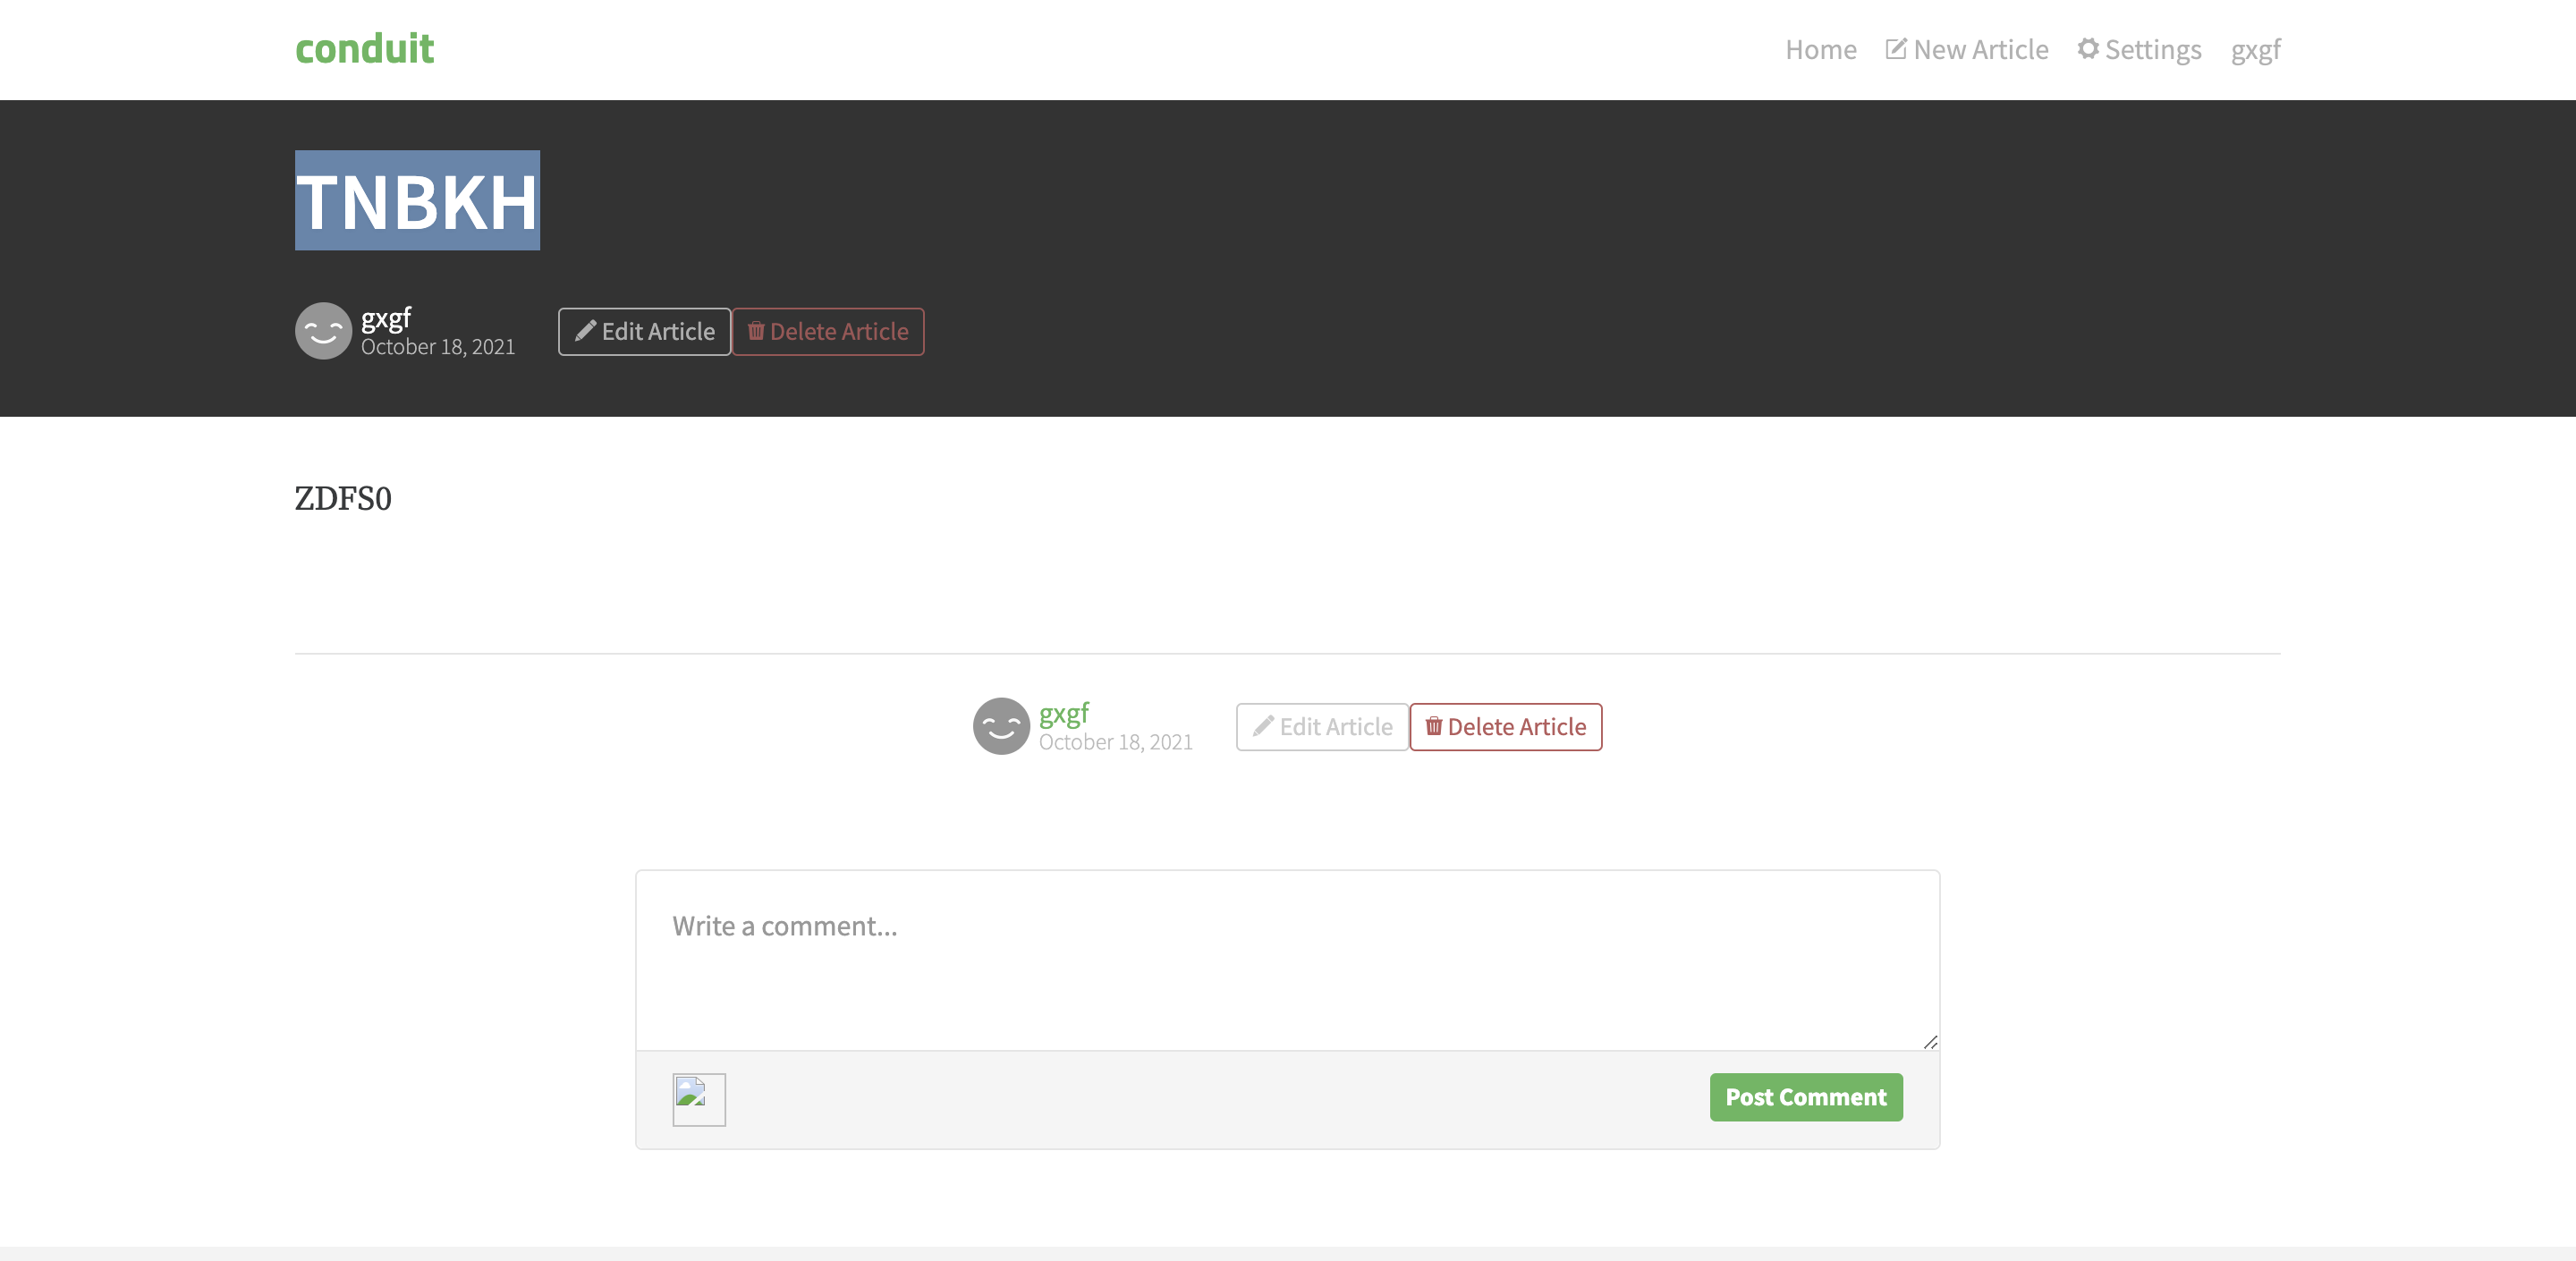 conduit
Home New Article Settings gxgf
TNBKH
gxgf
October 18, 2021
Edit Article Delete Article
ZDFS0
gxgf
October 18, 2021
Edit Article Delete Article
Write a comment...
Post Comment